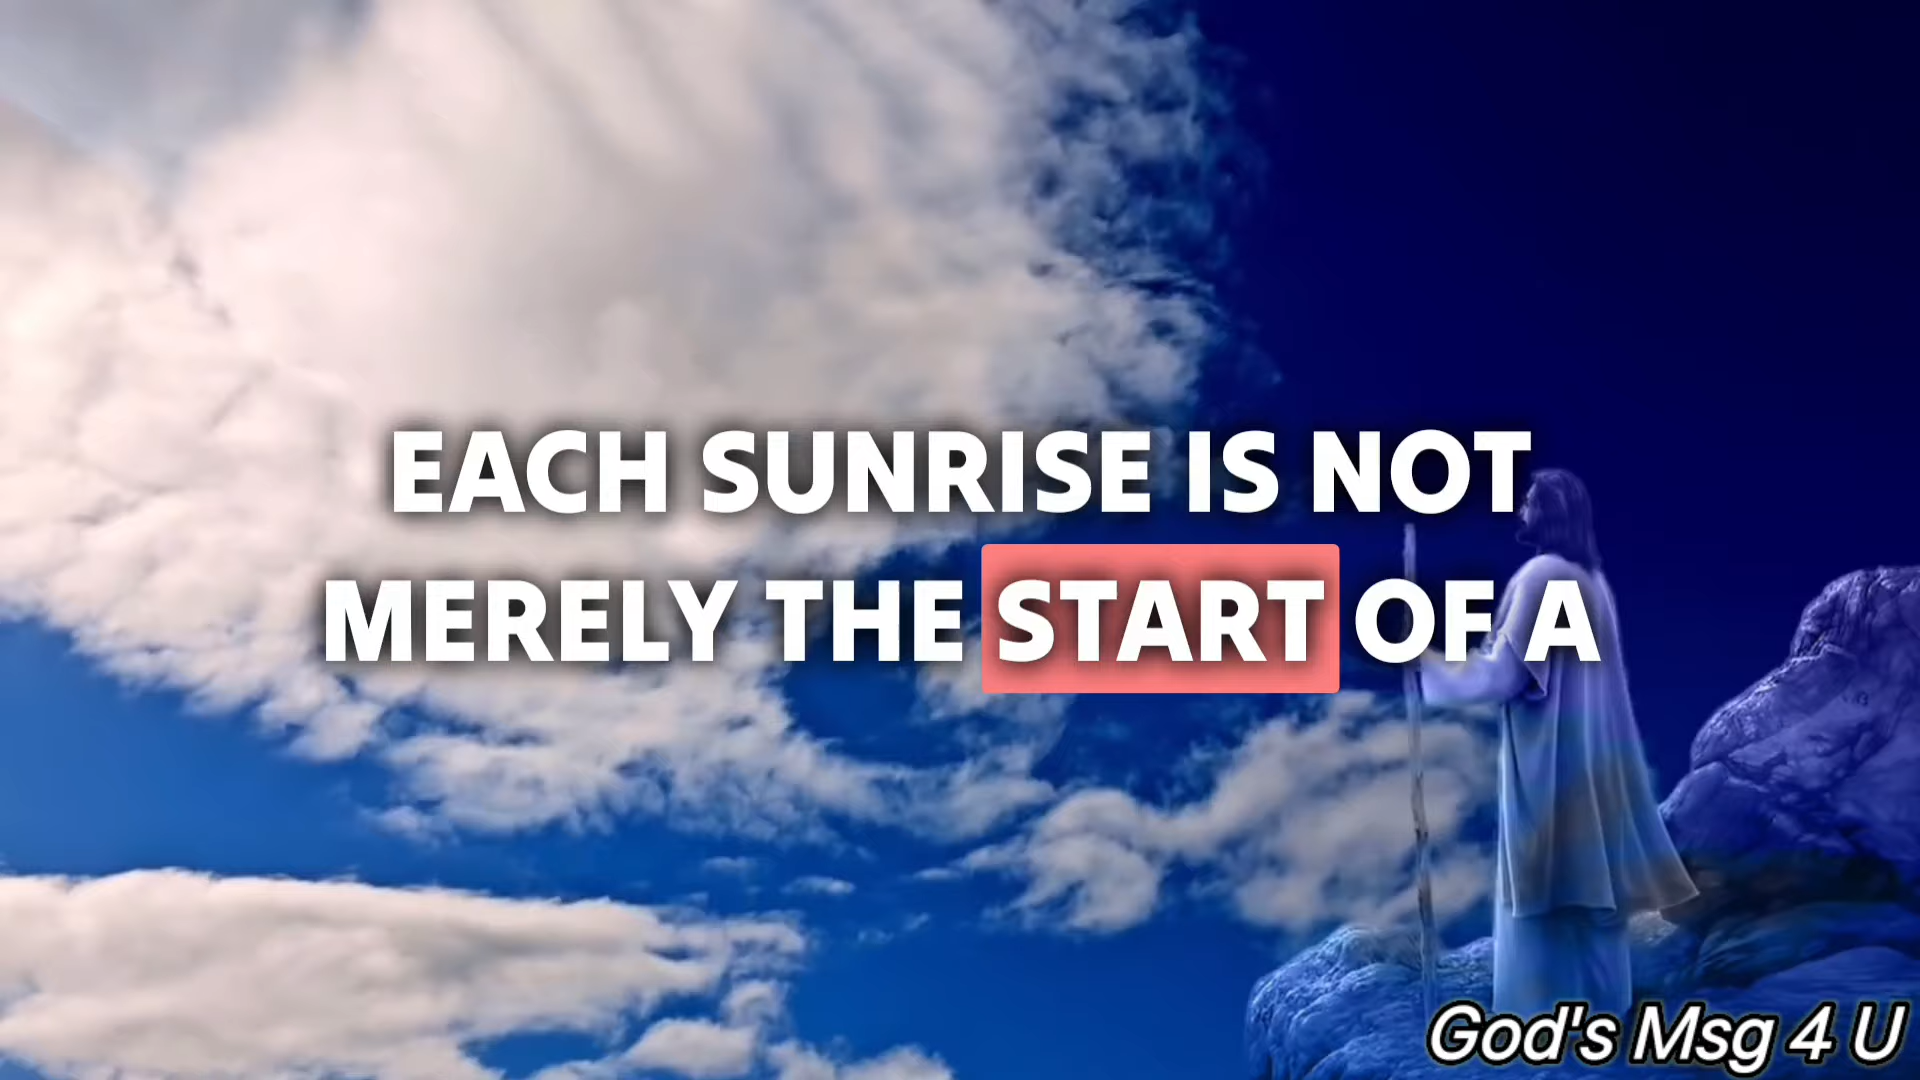 EACH SUNRISE IS NOT
MERELY THE START OF A
God's Msg 4 U